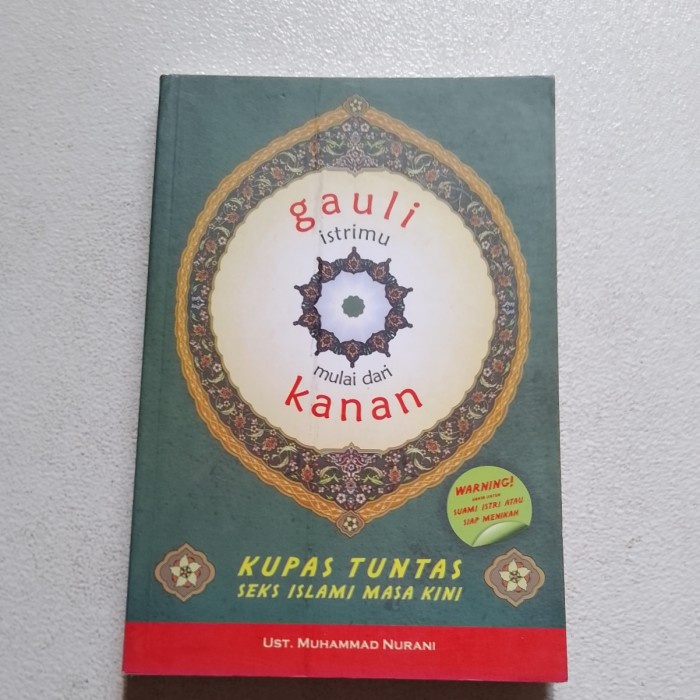 gauli
istrimu
mulai dari
kanan
WARNING!
SUAMI ISTRI ATAU
SIAP MENIKAH
KUPAS TUNTAS
SEKS ISLAMI MASA KINI
UST. MUHAMMAD NURANI